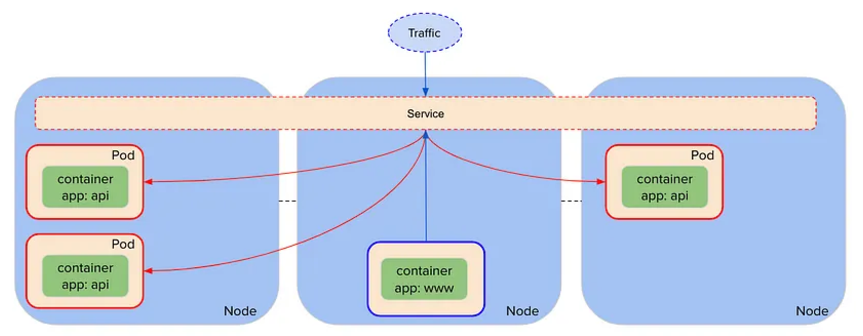 Traffic
Service
Pod
container
app: api
Pod
container
app: api
Pod
container
app: api
container
app: www
Node
Node
Node